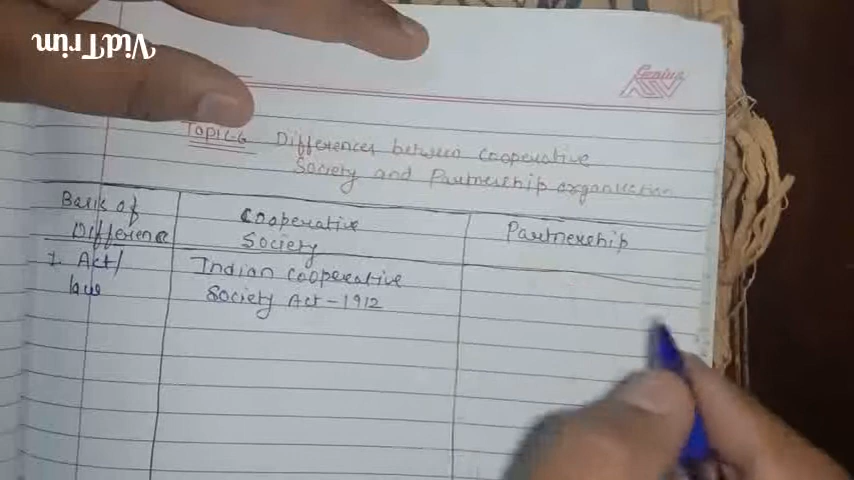 VidTrim
Genius
Topic-6 Differences between Cooperative
Society and Partnership organisation
Basis of
Difference
Cooperative
Society
Partnership
1. Act/
law
Indian cooperative
Society Act-1912